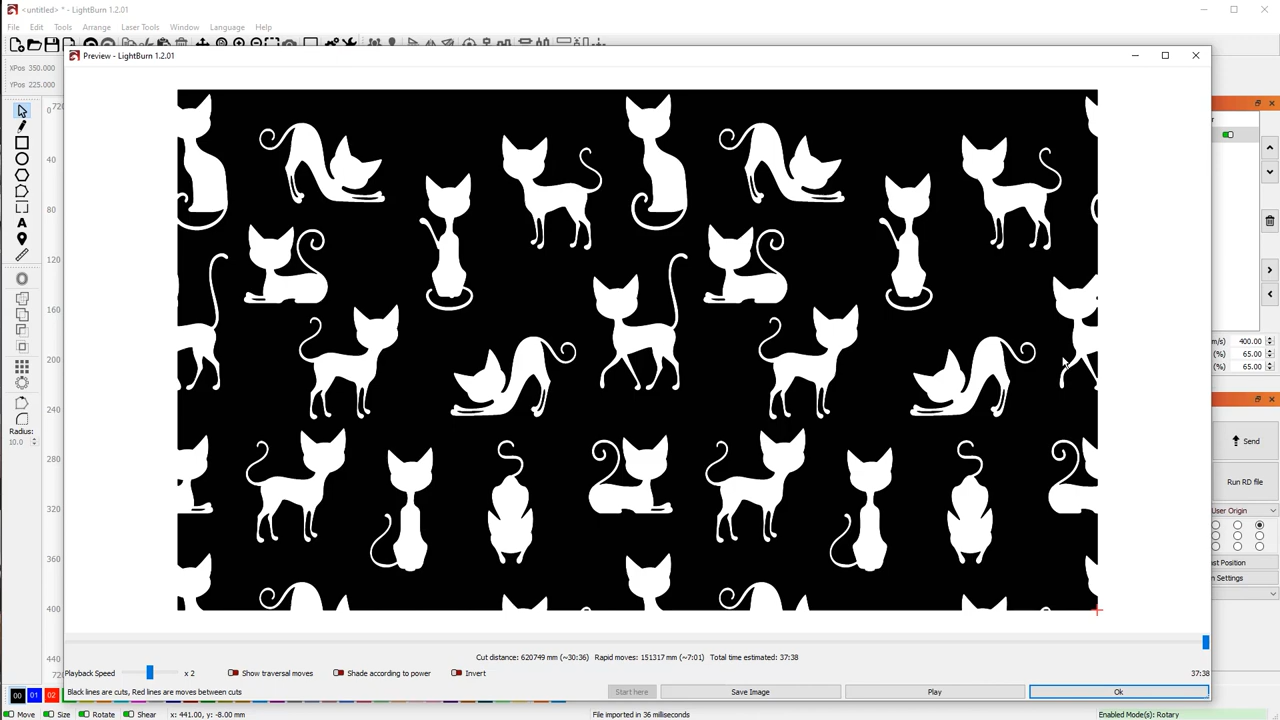 <untitled> * - LightBurn 1.2.01
File Edit Tools Arrange Laser Tools Window Language Help
XPos 350.000
YPos 225.000
Preview - LightBurn 1.2.01
0
40
80
120
160
200
240
280
320
360
400
440
A
Radius:
10.0
400.00
(%) 65.00
(%) 65.00
Send
Run RD file
User Origin
Cut distance: 620749 mm (~30:36) Rapid moves: 151317 mm (~7:01) Total time estimated: 37:38
Playback Speed x 2 Show traversal moves Shade according to power Invert 37:38
Black lines are cuts, Red lines are moves between cuts Start here Save Image Play Ok
00 01 02
Move Size Rotate Shear x: 441.00, y: -8.00 mm File imported in 36 milliseconds Enabled Mode(s): Rotary